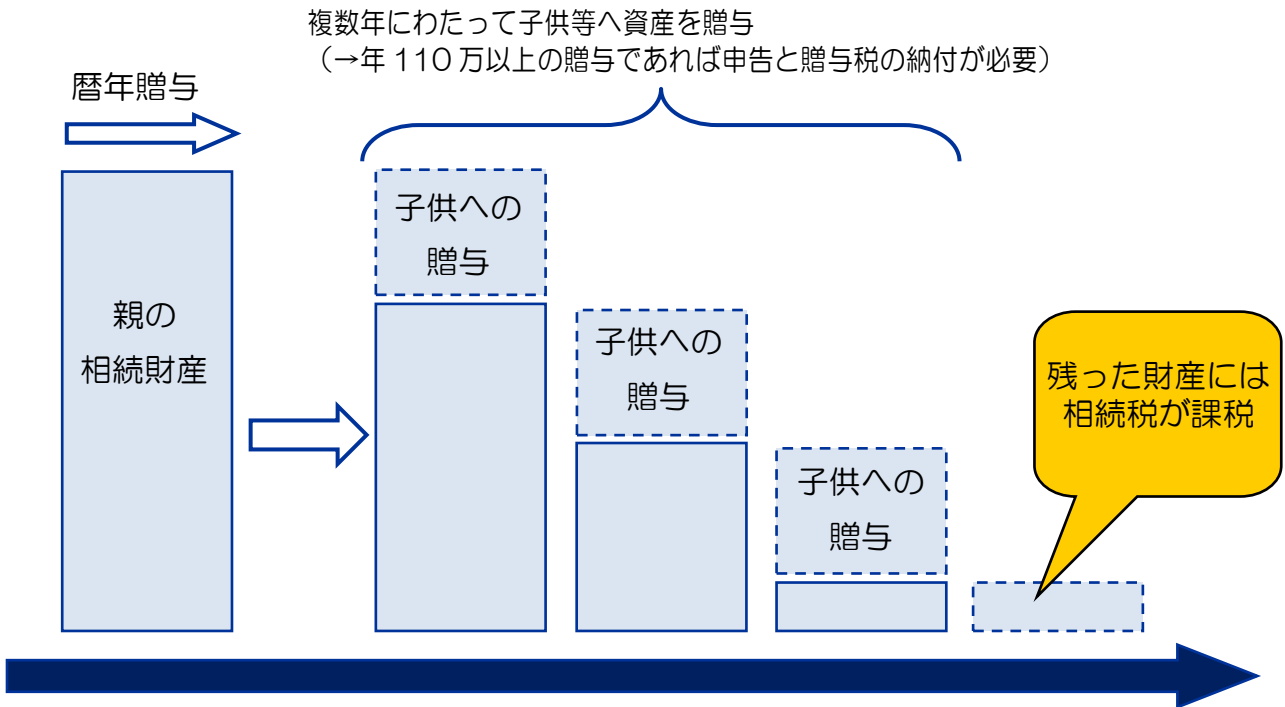 複数年にわたって子供等へ資産を贈与
（→年110万以上の贈与であれば申告と贈与税の納付が必要）
暦年贈与
親の
相続財産
子供への
贈与
子供への
贈与
子供への
贈与
残った財産には
相続税が課税